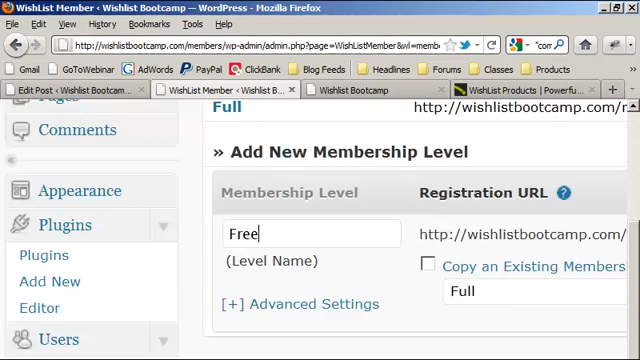 WishList Member ‹ Wishlist Bootcamp — WordPress - Mozilla Firefox
File Edit View History Bookmarks Tools Help
http://wishlistbootcamp.com/members/wp-admin/admin.php?page=WishListMember&wl=membe
"com
Gmail GoToWebinar AdWords PayPal ClickBank Blog Feeds Headlines Forums Classes Products
Edit Post ‹ Wishlist Bootcamp... WishList Member ‹ Wishlist B... Wishlist Bootcamp WishList Products | Powerfu...
Pages
Full http://wishlistbootcamp.com/
Comments
» Add New Membership Level
Appearance
Membership Level Registration URL ?
Plugins
Free http://wishlistbootcamp.com/
Plugins
(Level Name) Copy an Existing Members
Add New
Full
Editor
[+] Advanced Settings
Users